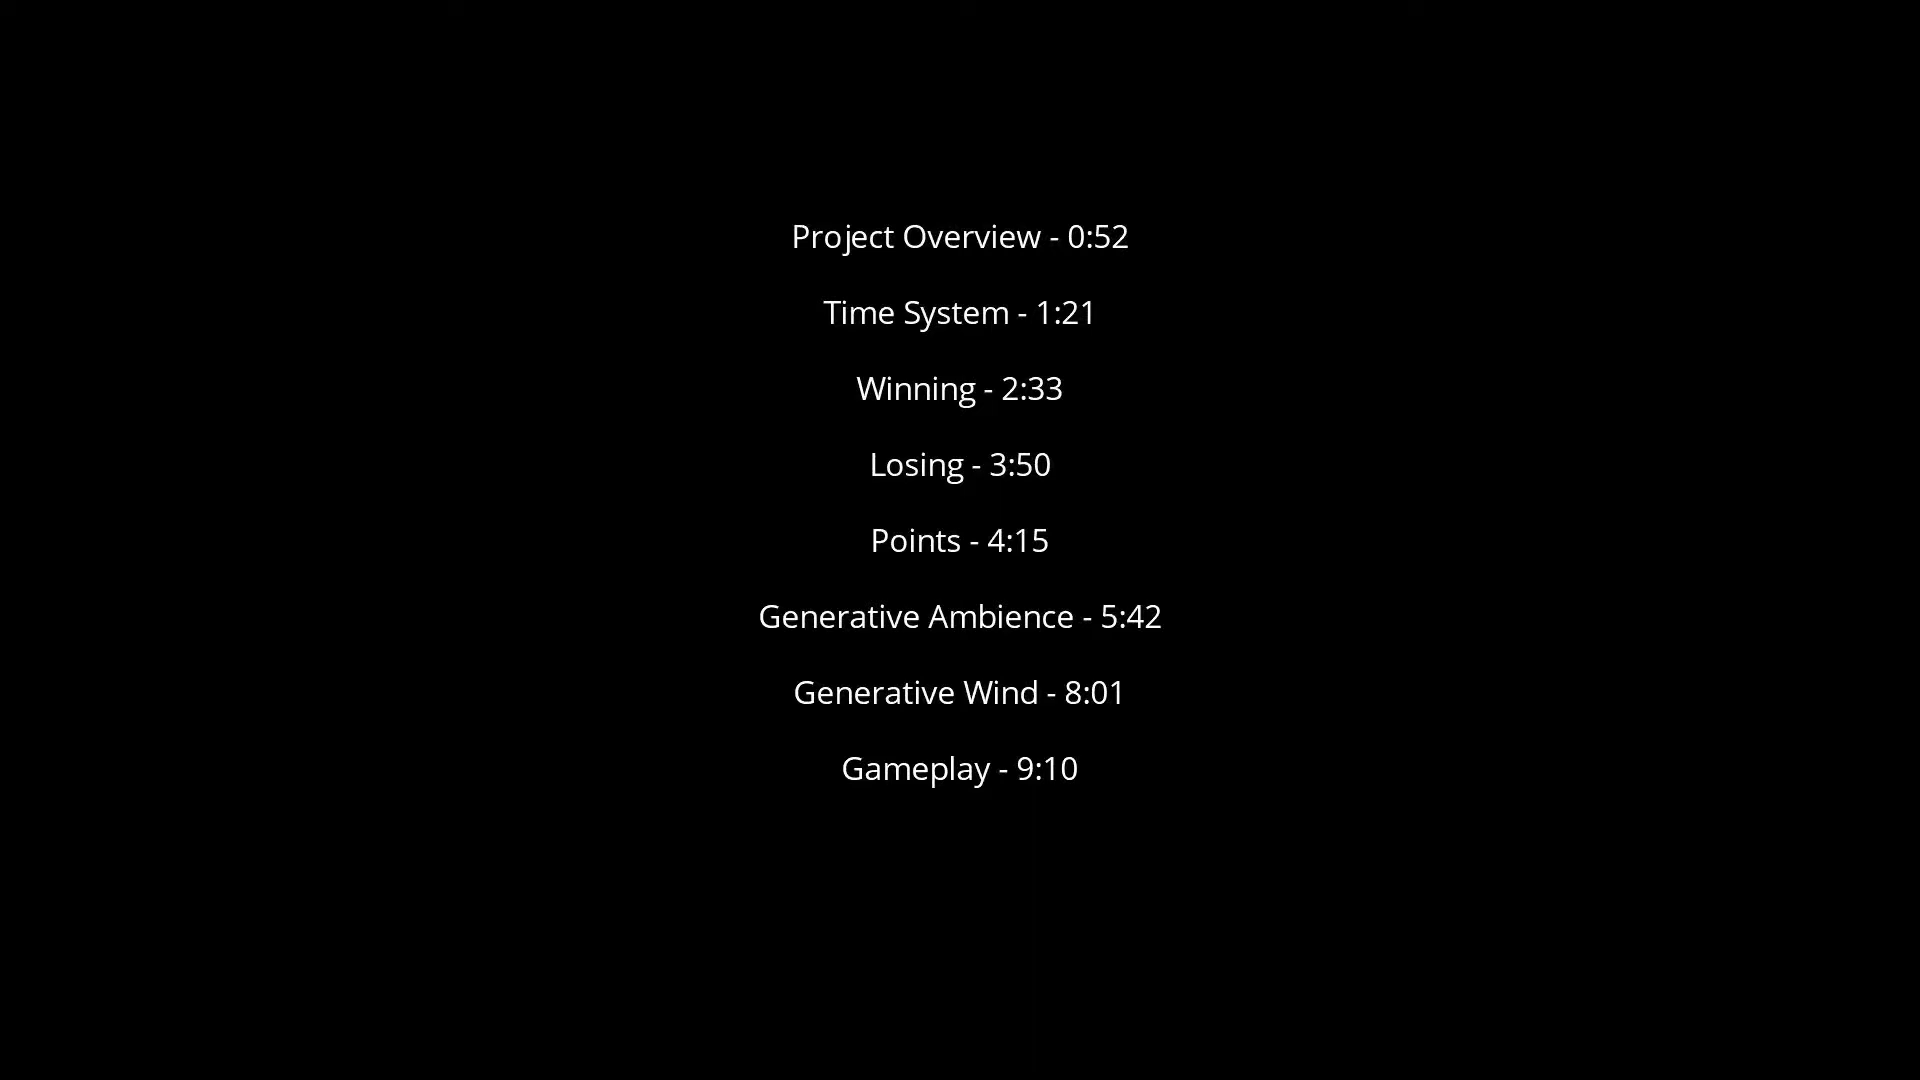 Project Overview - 0:52
Time System - 1:21
Winning - 2:33
Losing - 3:50
Points - 4:15
Generative Ambience - 5:42
Generative Wind - 8:01
Gameplay - 9:10